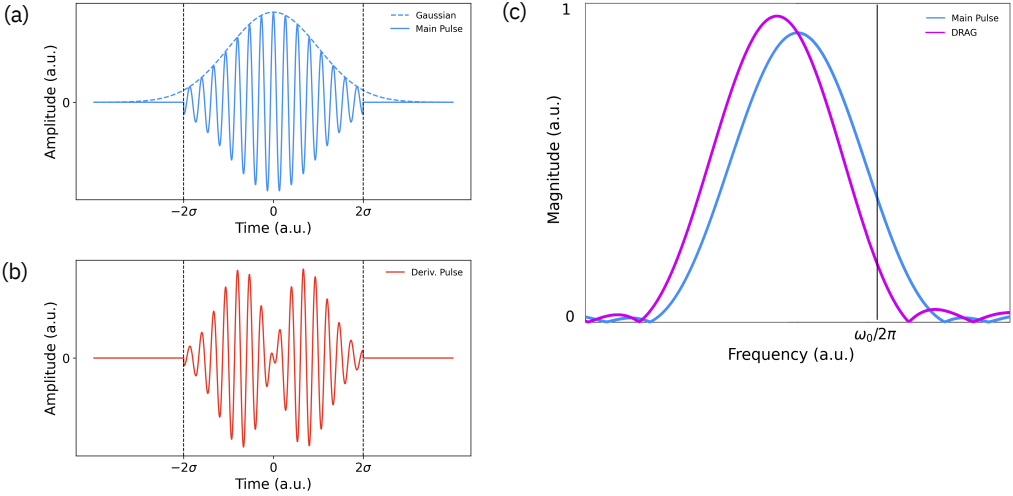 (a)
Amplitude (a.u.)
0
Gaussian
Main Pulse
−2σ 0 2σ
Time (a.u.)
(b)
Amplitude (a.u.)
0
Deriv. Pulse
−2σ 0 2σ
Time (a.u.)
(c)
Magnitude (a.u.)
1
0
Main Pulse
DRAG
ω₀/2π
Frequency (a.u.)